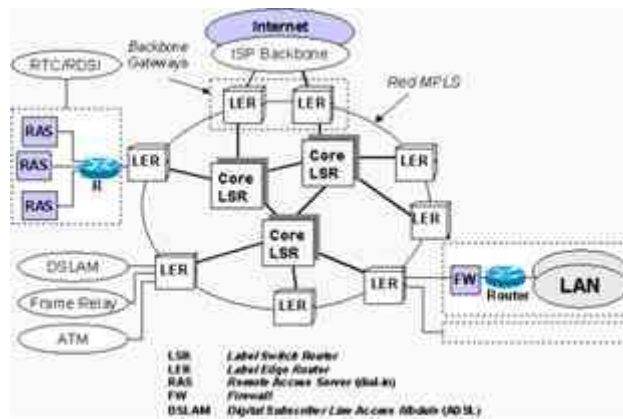 Internet
ISP Backbone
Backbone
Gateways
RTC/RDSI
Red MPLS
LER
LER
RAS
RAS
RAS
R
LER
LER
Core
LSR
Core
LSR
LER
Core
LSR
DSLAM
LER
LER
FW
Router
LAN
Frame Relay
LER
ATM
LSR Label Switch Router
LER Label Edge Router
RAS Remote Access Server (dial-in)
FW Firewall
DSLAM Digital Subscriber Law Access Module (ADSL)